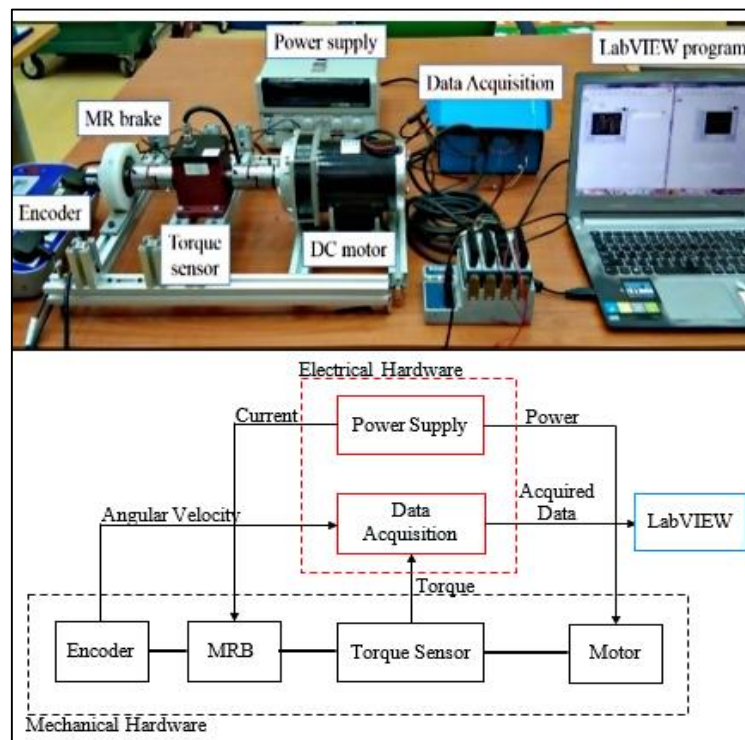 Power supply
LabVIEW program
Data Acquisition
MR brake
Encoder
Torque
sensor
DC motor
Electrical Hardware
Current
Power Supply
Power
Angular Velocity
Data
Acquisition
Acquired
Data
LabVIEW
Torque
Encoder
MRB
Torque Sensor
Motor
Mechanical Hardware